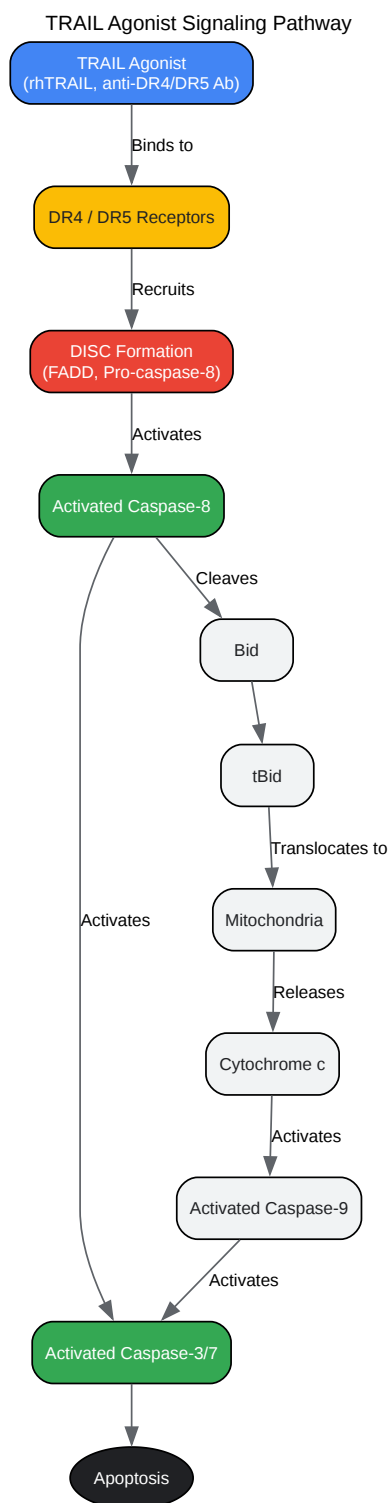 TRAIL Agonist Signaling Pathway
TRAIL Agonist
(rhTRAIL, anti-DR4/DR5 Ab)
Binds to
DR4 / DR5 Receptors
Recruits
DISC Formation
(FADD, Pro-caspase-8)
Activates
Activated Caspase-8
Cleaves
Bid
tBid
Translocates to
Activates
Mitochondria
Releases
Cytochrome c
Activates
Activated Caspase-9
Activates
Activated Caspase-3/7
Apoptosis